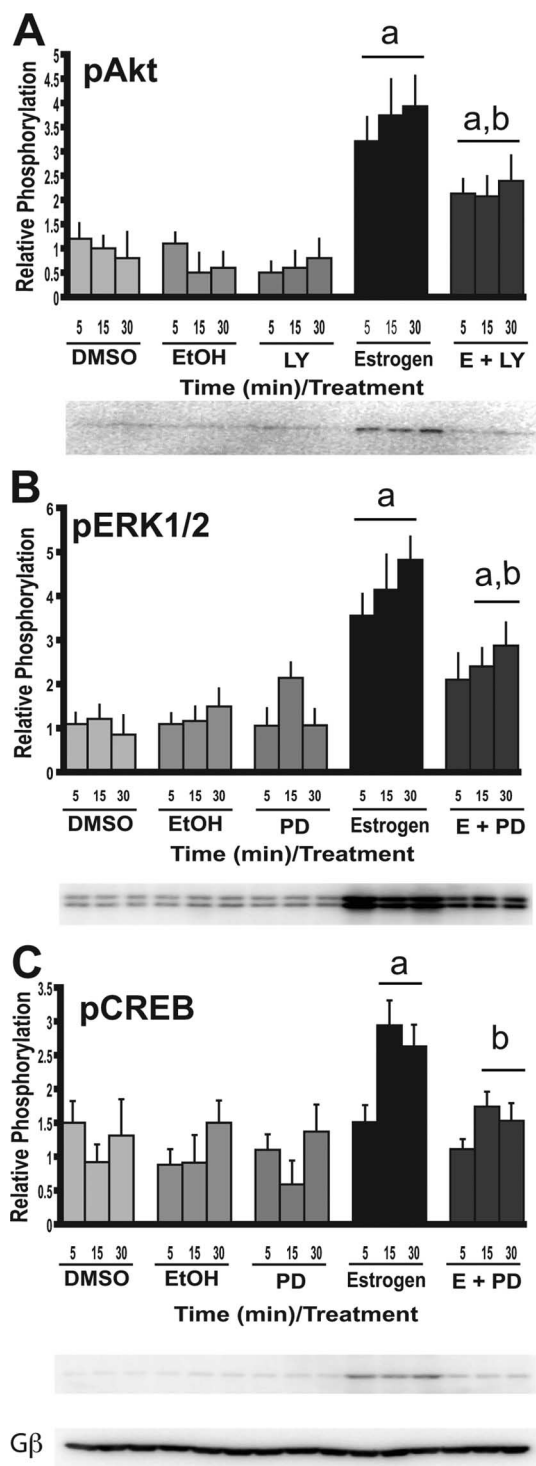 A
pAkt
a
a,b
Relative Phosphorylation
5
4.5
4
3.5
3
2.5
2
1.5
1
0.5
0
5 15 30 5 15 30 5 15 30 5 15 30 5 15 30
DMSO EtOH LY Estrogen E + LY
Time (min)/Treatment
B
pERK1/2
a
a,b
Relative Phosphorylation
6
5
4
3
2
1
0
5 15 30 5 15 30 5 15 30 5 15 30 5 15 30
DMSO EtOH PD Estrogen E + PD
Time (min)/Treatment
C
pCREB
a
b
Relative Phosphorylation
3.5
3
2.5
2
1.5
1
0.5
0
5 15 30 5 15 30 5 15 30 5 15 30 5 15 30
DMSO EtOH PD Estrogen E + PD
Time (min)/Treatment
Gβ